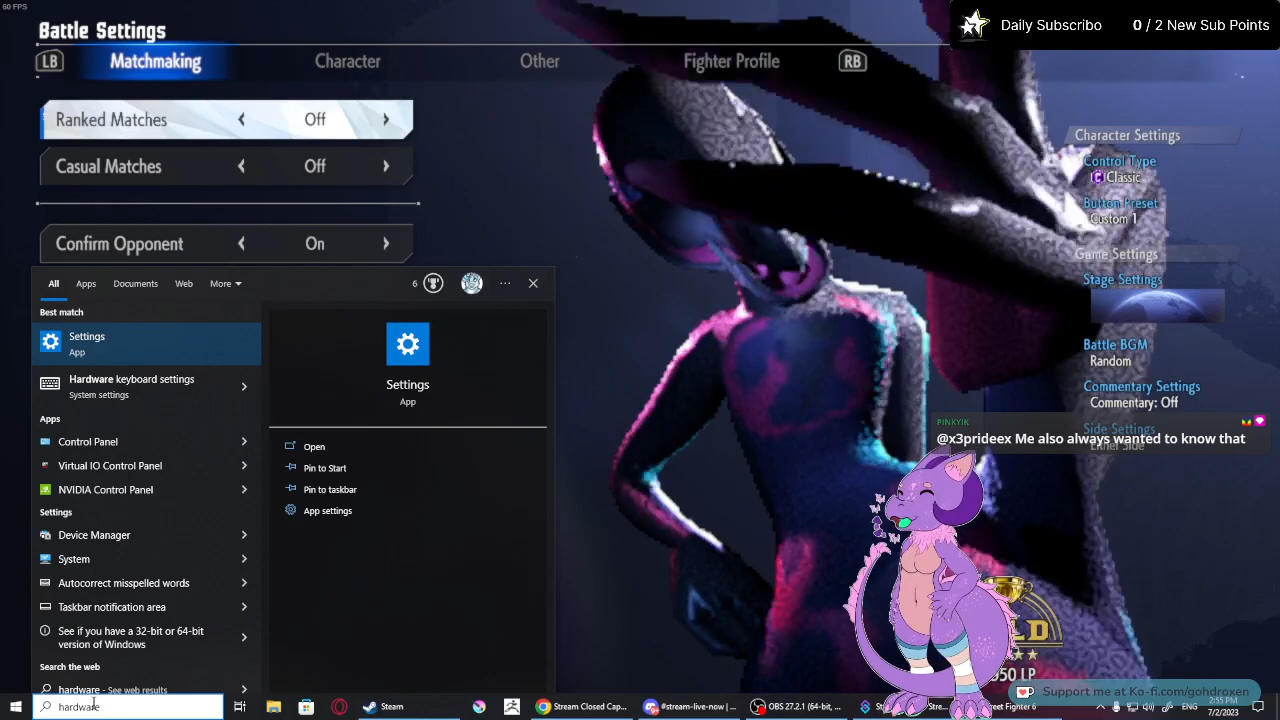 60 FPS
Battle Settings
Daily Subscribo
0 / 2 New Sub Points
LB
Matchmaking
Character
Other
Fighter Profile
RB
Ranked Matches
Off
Casual Matches
Off
Confirm Opponent
On
Character Settings
Control Type
C Classic
Button Preset
Custom 1
Game Settings
Stage Settings
Battle BGM
Random
Commentary Settings
Commentary: Off
Side Settings
PINKYIK
@x3prideex Me also always wanted to know that
All
Apps
Documents
Web
More
6
Best match
Settings
App
Hardware keyboard settings
System settings
Apps
Control Panel
Virtual IO Control Panel
NVIDIA Control Panel
Settings
Device Manager
System
Autocorrect misspelled words
Taskbar notification area
See if you have a 32-bit or 64-bit
version of Windows
Search the web
hardware - See web results
Settings
App
Open
Pin to Start
Pin to taskbar
App settings
50 LP
Support me at Ko-fi.com/gohdroxen
hardware
Steam
Stream Closed Cap...
#stream-live-now | ...
OBS 27.2.1 (64-bit, ...
ENG
2:55 PM
7/2/2023